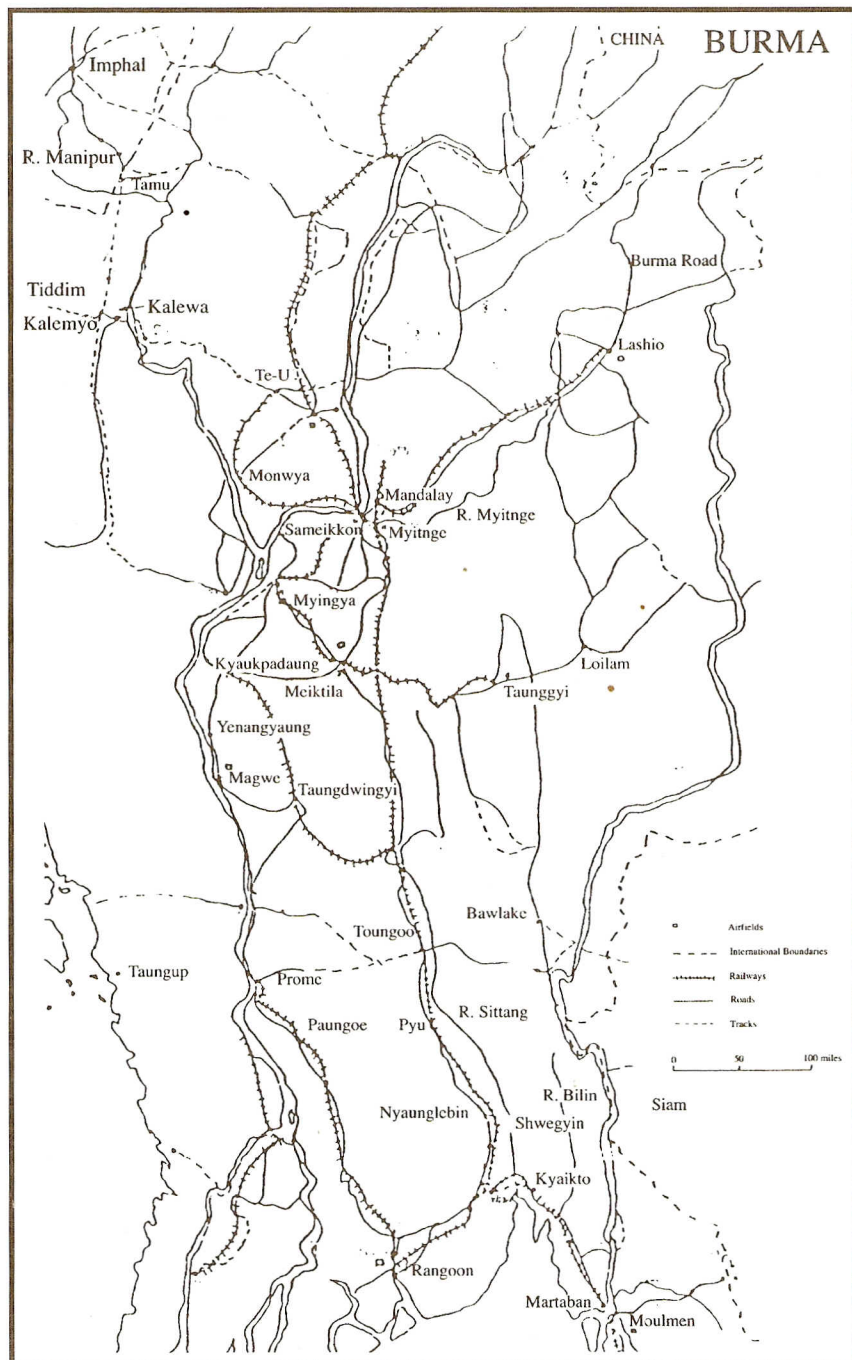 CHINA
BURMA
Imphal
R. Manipur
Tamu
Burma Road
Tiddim
Kalewa
Kalemyo
Lashio
Te-U
Monwya
Mandalay
R. Myitnge
Sameikkon
Myitnge
Myingya
Kyaukpadaung
Loilam
Meiktila
Taunggyi
Yenangyaung
Magwe
Taungdwingyi
Bawlake
Toungoo
Airfields
International Boundaries
Taungup
Prome
Railways
Roads
Paungoe
Pyu
R. Sittang
Tracks
0 50 100 miles
R. Bilin
Siam
Nyaunglebin
Shwegyin
Kyaikto
Rangoon
Martaban
Moulmen